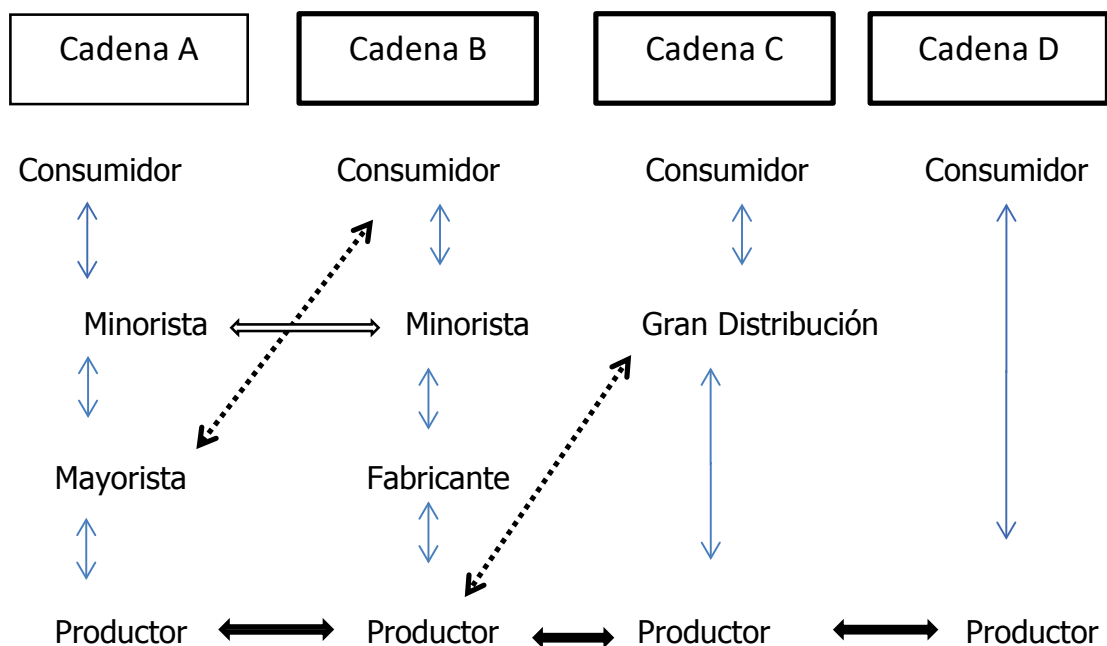 Cadena A
Cadena B
Cadena C
Cadena D
Consumidor
Consumidor
Consumidor
Consumidor
Minorista
Minorista
Gran Distribución
Mayorista
Fabricante
Productor
Productor
Productor
Productor